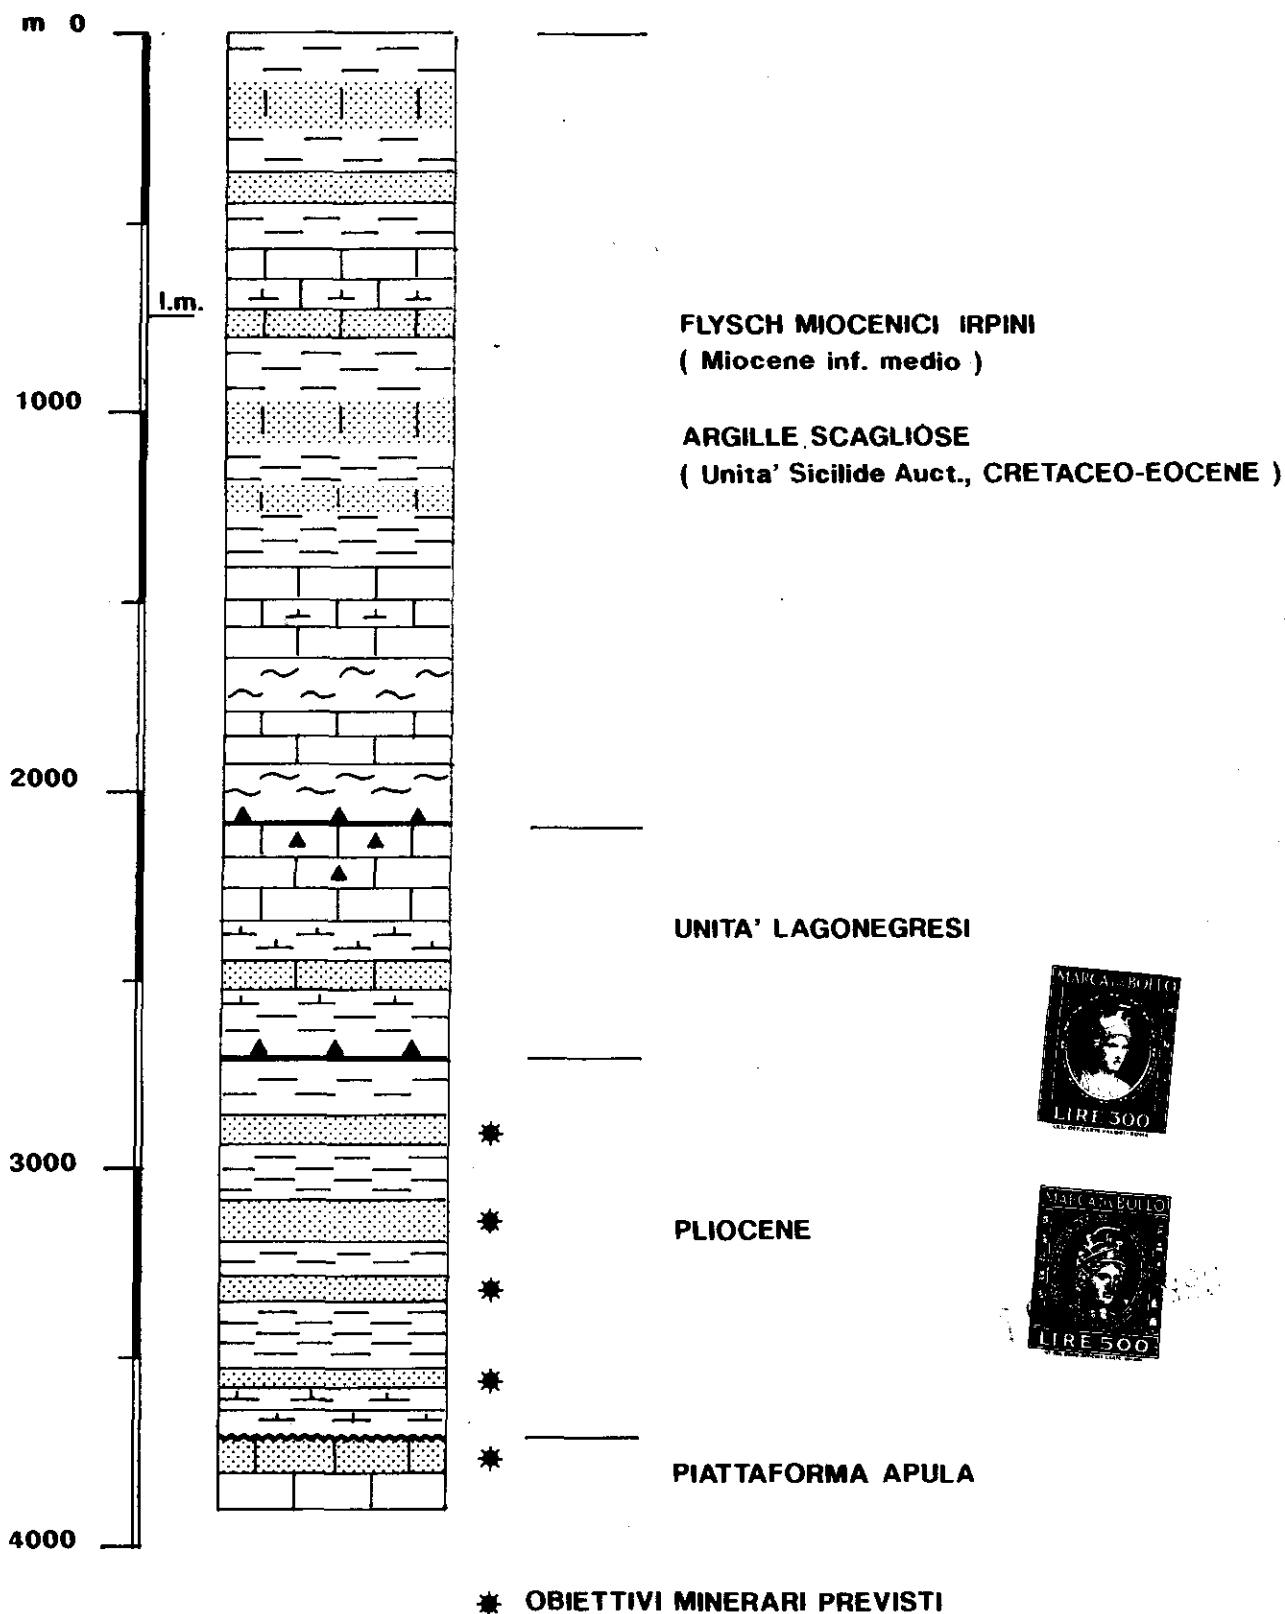 m 0
l.m.
FLYSCH MIOCENICI IRPINI
( Miocene inf. medio )
1000
ARGILLE SCAGLIOSE
( Unita' Sicilide Auct., CRETACEO-EOCENE )
2000
UNITA' LAGONEGRESI
MARCA DA BOLLO
LIRE 300
3000
MARCA DA BOLLO
PLIOCENE
LIRE 500
PIATTAFORMA APULA
4000
OBIETTIVI MINERARI PREVISTI